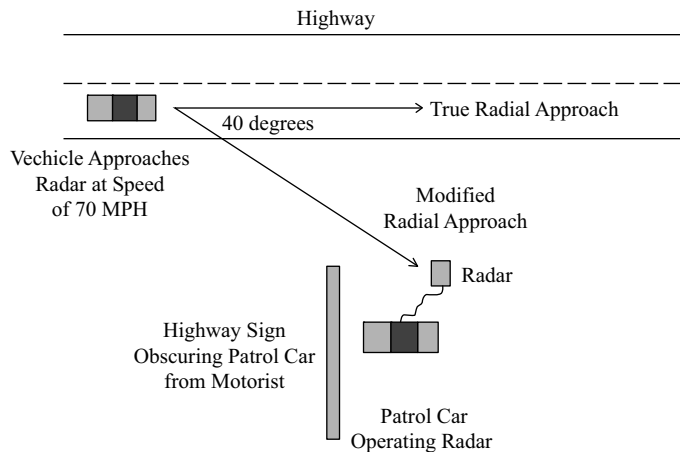 Highway
True Radial Approach
40 degrees
Vechicle Approaches
Radar at Speed
of 70 MPH
Modified
Radial Approach
Radar
Highway Sign
Obscuring Patrol Car
from Motorist
Patrol Car
Operating Radar